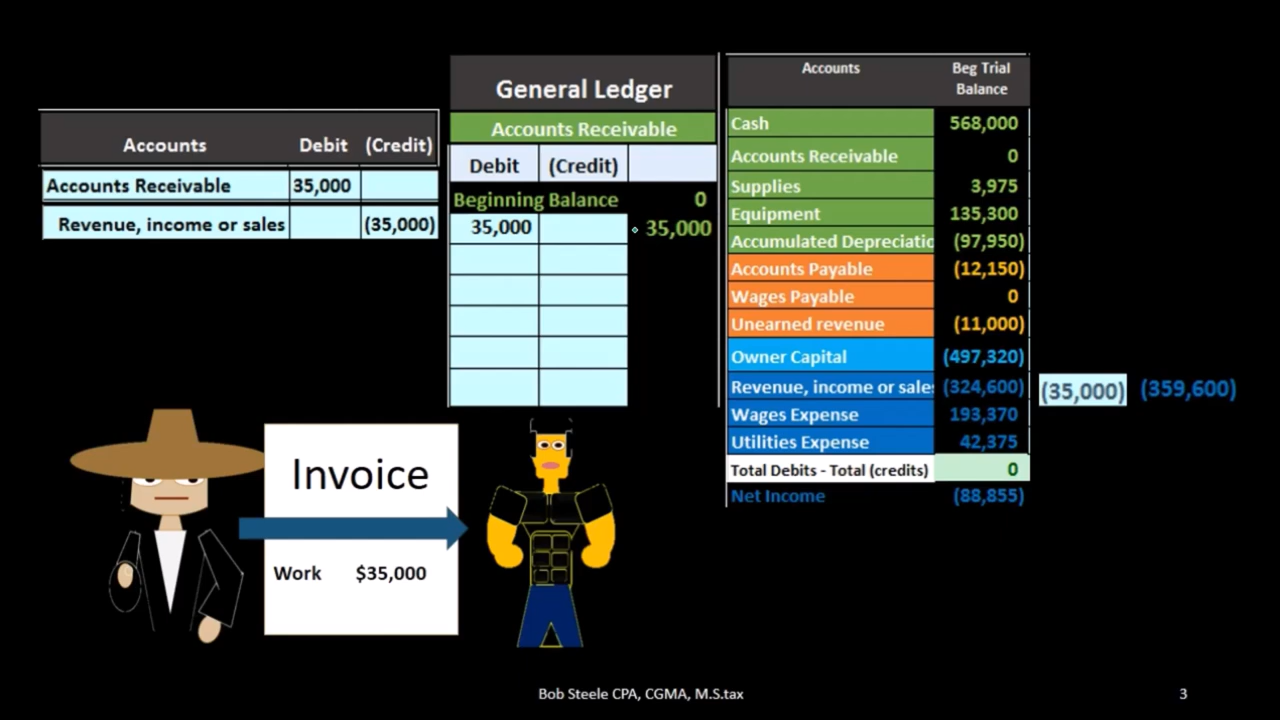 Accounts Debit (Credit)
Accounts Receivable 35,000
Revenue, income or sales (35,000)
General Ledger
Accounts Receivable
Debit (Credit)
Beginning Balance 0
35,000 35,000
Accounts Beg Trial
Balance
Cash 568,000
Accounts Receivable 0
Supplies 3,975
Equipment 135,300
Accumulated Depreciatio (97,950)
Accounts Payable (12,150)
Wages Payable 0
Unearned revenue (11,000)
Owner Capital (497,320)
Revenue, income or sales (324,600) (35,000) (359,600)
Wages Expense 193,370
Utilities Expense 42,375
Total Debits - Total (credits) 0
Net Income (88,855)
Invoice
Work $35,000
Bob Steele CPA, CGMA, M.S.tax 3